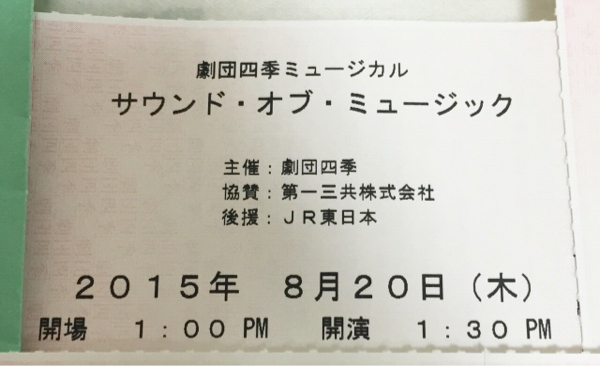 劇団四季ミュージカル
サウンド・オブ・ミュージック
主催：劇団四季
協賛：第一三共株式会社
後援：ＪＲ東日本
２０１５年　８月２０日（木）
開場　１：００ PM　開演　１：３０ PM